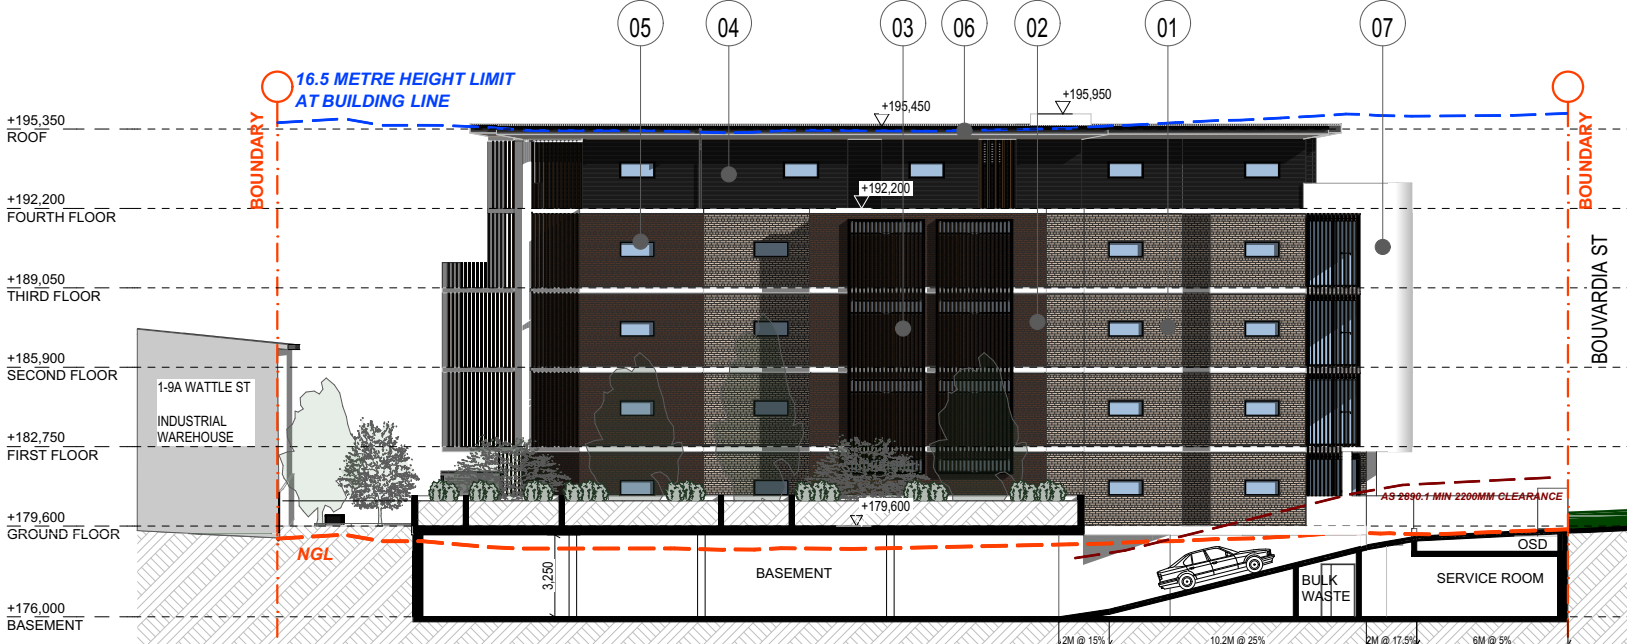 05
04
03
06
02
01
07
16.5 METRE HEIGHT LIMIT
AT BUILDING LINE
+195,350
ROOF
+195,450
+195,950
BOUNDARY
BOUNDARY
+192,200
FOURTH FLOOR
+192,200
+189,050
THIRD FLOOR
BOUVARDIA ST
+185,900
SECOND FLOOR
1-9A WATTLE ST
INDUSTRIAL
WAREHOUSE
+182,750
FIRST FLOOR
AS 2890.1 MIN 2200MM CLEARANCE
+179,600
GROUND FLOOR
+179,600
NGL
OSD
3,250
BASEMENT
BULK
WASTE
SERVICE ROOM
+176,000
BASEMENT
2M @ 15%
10.2M @ 25%
2M @ 17.5%
6M @ 5%